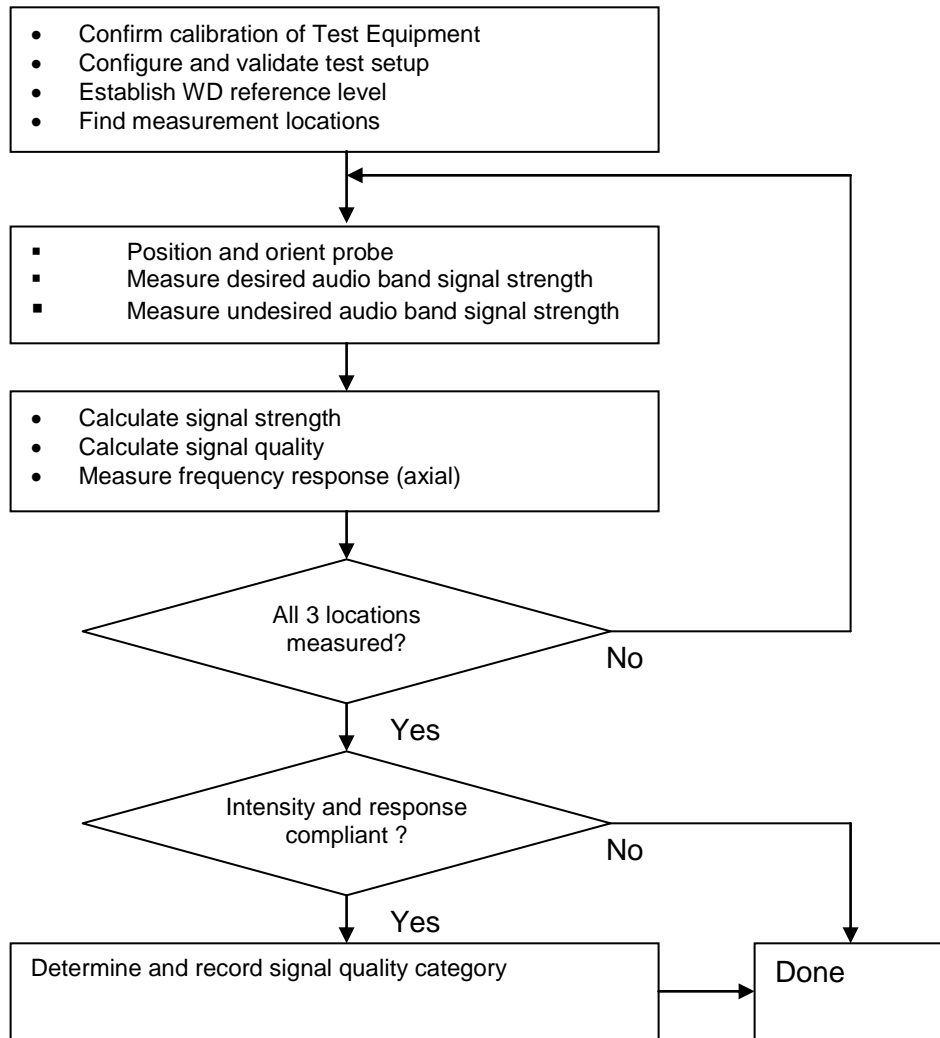 • Confirm calibration of Test Equipment
• Configure and validate test setup
• Establish WD reference level
• Find measurement locations
▪ Position and orient probe
▪ Measure desired audio band signal strength
▪ Measure undesired audio band signal strength
• Calculate signal strength
• Calculate signal quality
• Measure frequency response (axial)
All 3 locations
measured?
No
Yes
Intensity and response
compliant ?
No
Yes
Determine and record signal quality category
Done